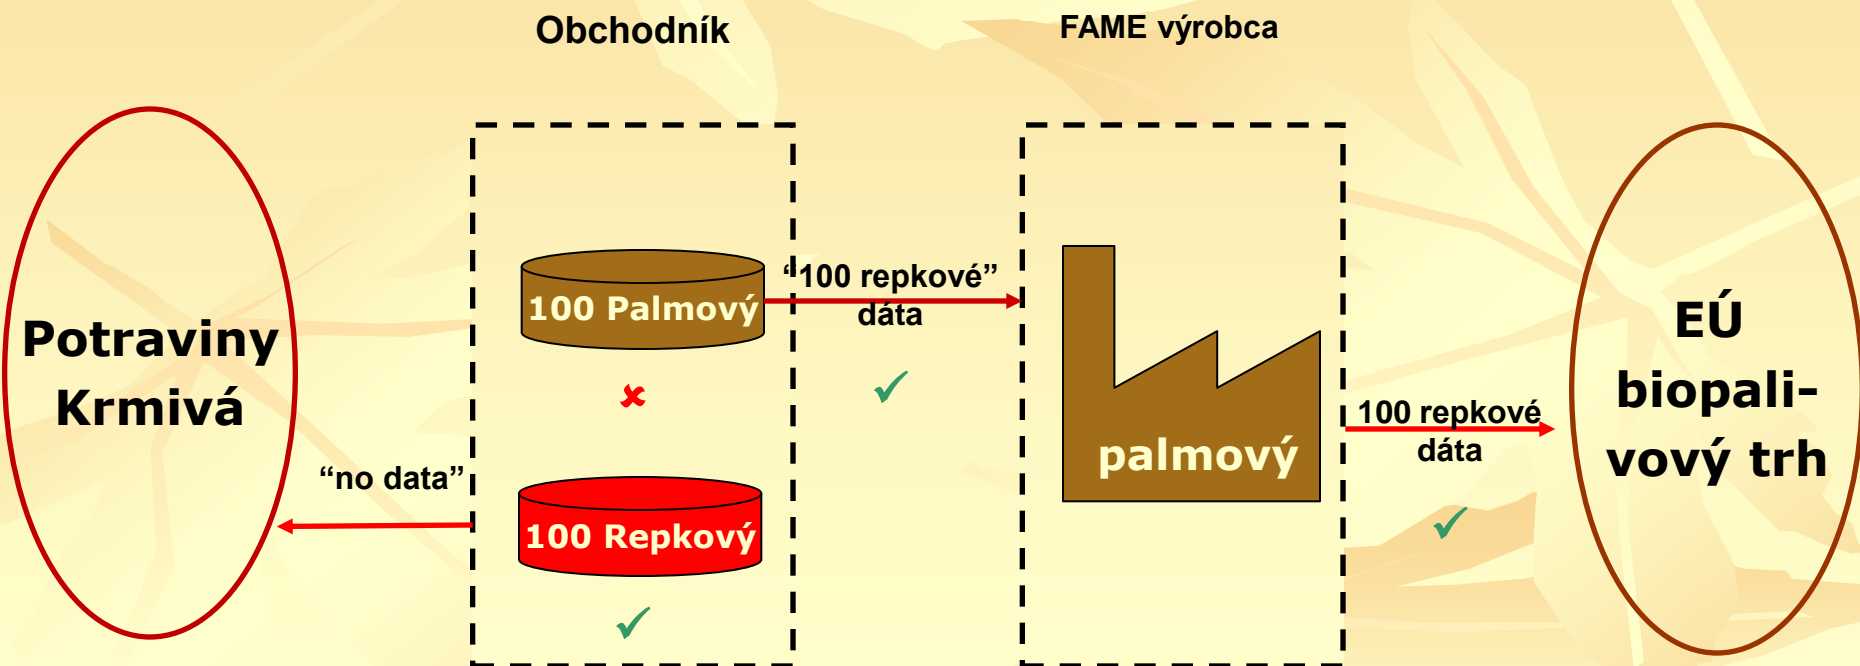 Obchodník
FAME výrobca
Potraviny
Krmivá
“no data”
100 Palmový
100 Repkový
“100 repkové”
dáta
palmový
100 repkové
dáta
EÚ
biopali-
vový trh